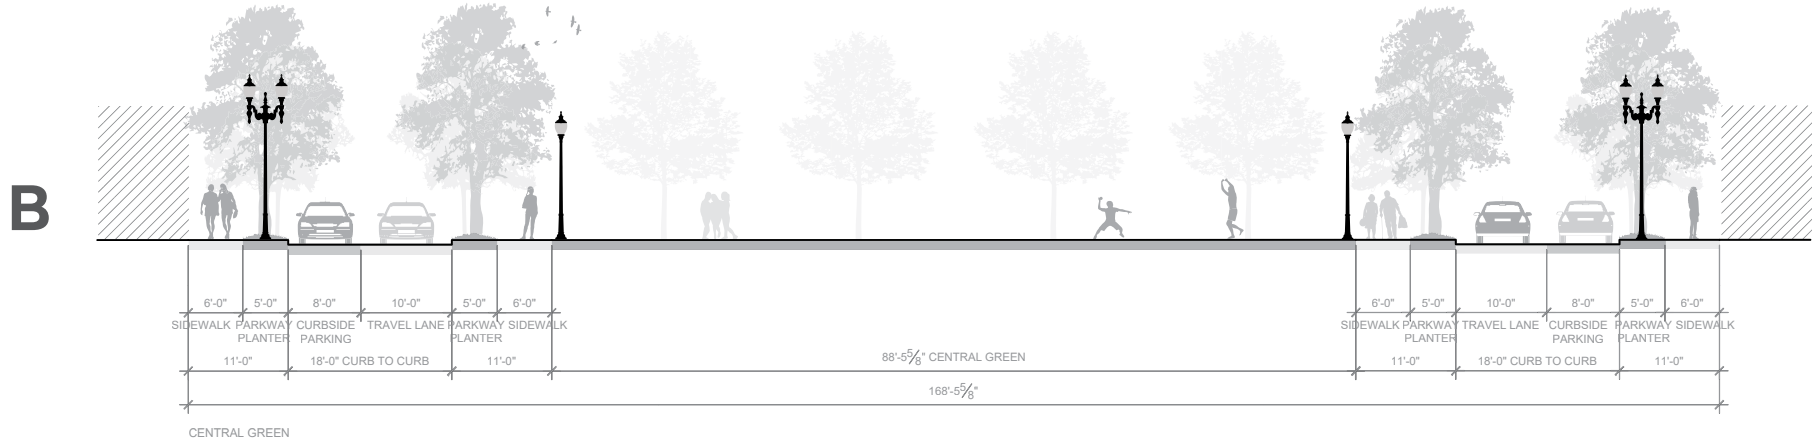 B
6'-0" 5'-0" 8'-0" 10'-0" 5'-0" 6'-0" 6'-0" 5'-0" 10'-0" 8'-0" 5'-0" 6'-0"
SIDEWALK PARKWAY CURBSIDE TRAVEL LANE PARKWAY SIDEWALK SIDEWALK PARKWAY TRAVEL LANE CURBSIDE PARKWAY SIDEWALK
PLANTER PARKING PLANTER PLANTER PARKING PLANTER
11'-0" 18'-0" CURB TO CURB 11'-0" 88'-5⅝" CENTRAL GREEN 11'-0" 18'-0" CURB TO CURB 11'-0"
168'-5⅝"
CENTRAL GREEN